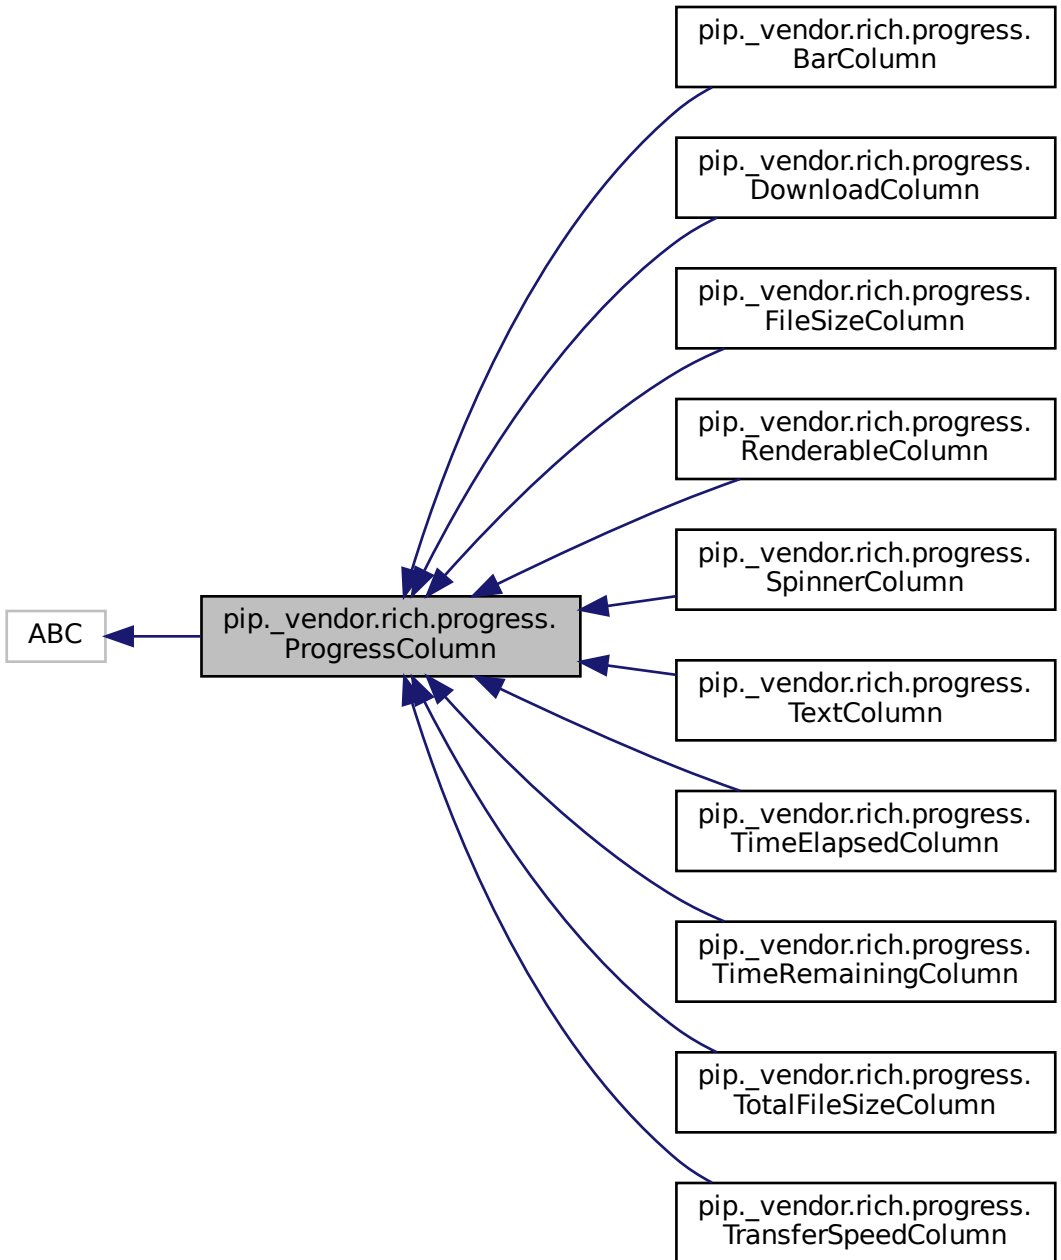 pip._vendor.rich.progress.
BarColumn
pip._vendor.rich.progress.
DownloadColumn
pip._vendor.rich.progress.
FileSizeColumn
pip._vendor.rich.progress.
RenderableColumn
pip._vendor.rich.progress.
SpinnerColumn
ABC
pip._vendor.rich.progress.
ProgressColumn
pip._vendor.rich.progress.
TextColumn
pip._vendor.rich.progress.
TimeElapsedColumn
pip._vendor.rich.progress.
TimeRemainingColumn
pip._vendor.rich.progress.
TotalFileSizeColumn
pip._vendor.rich.progress.
TransferSpeedColumn